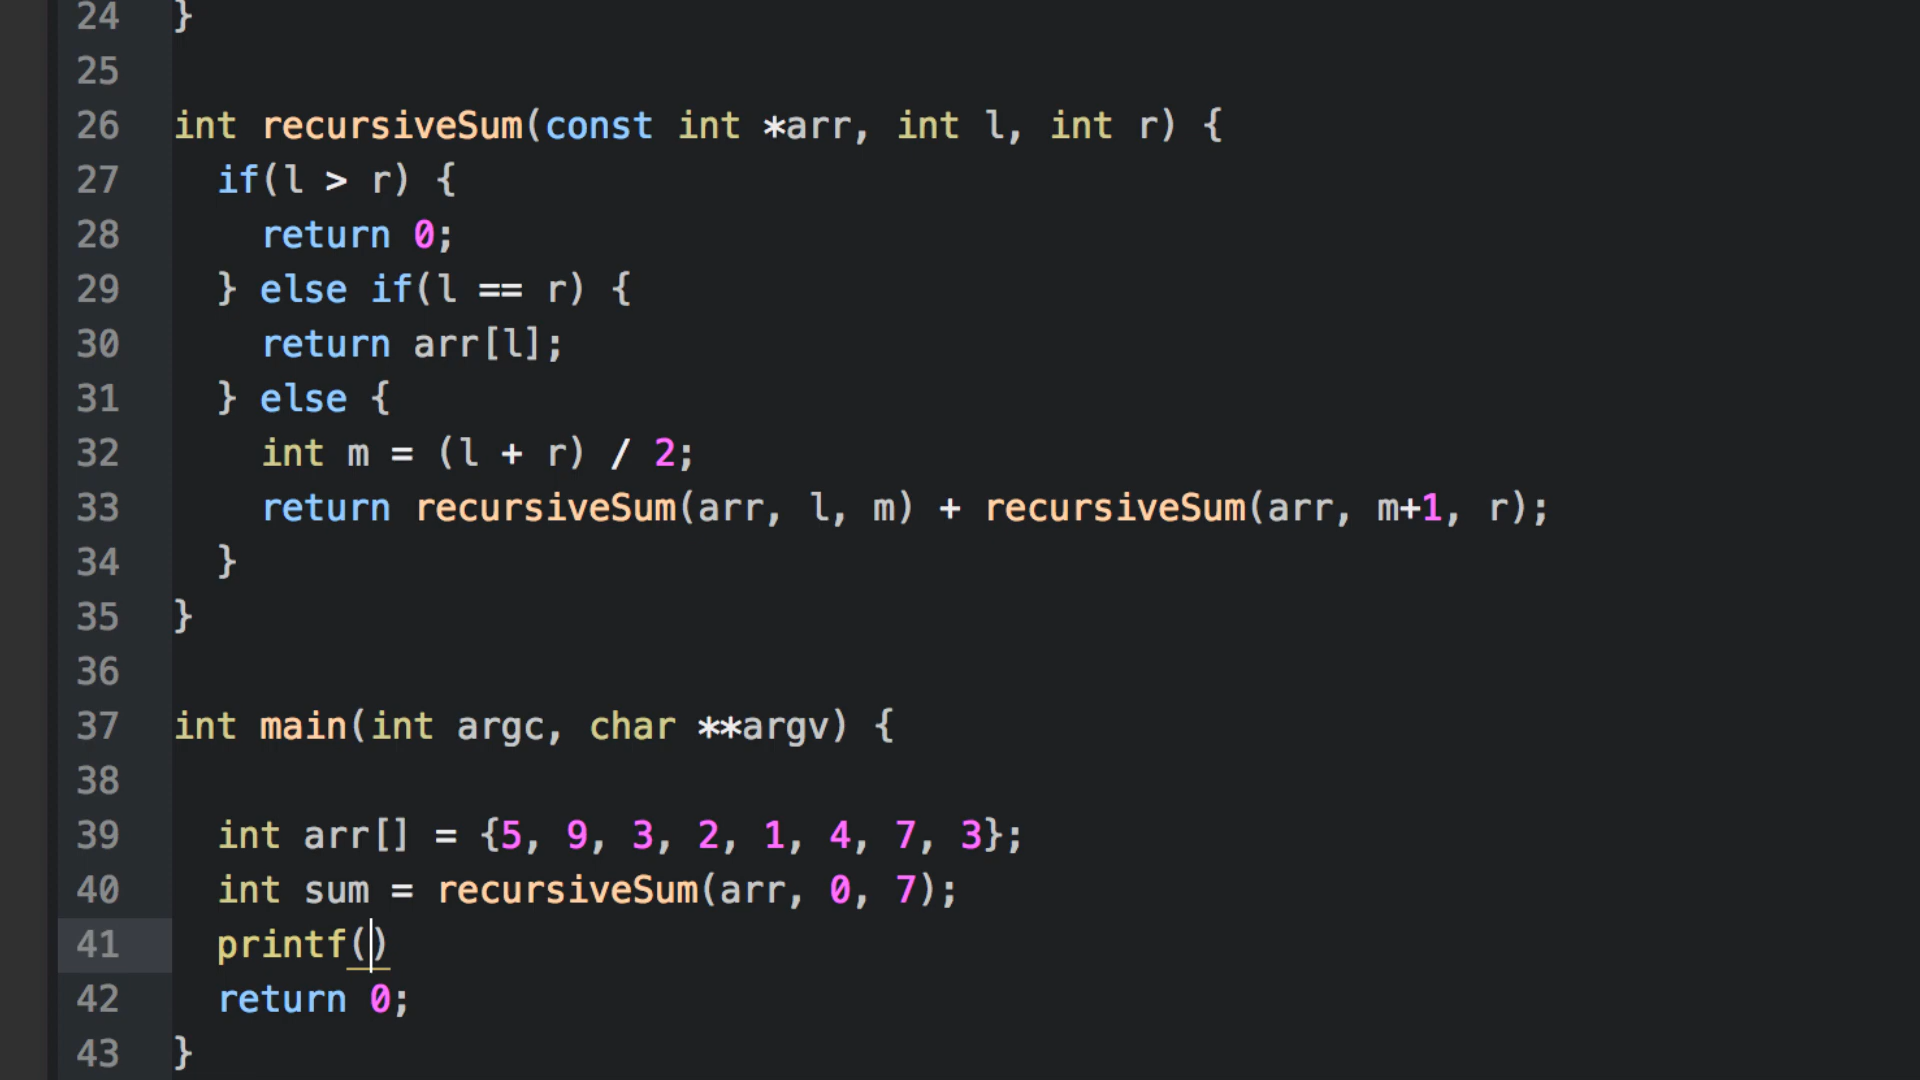 24 }
25
26 int recursiveSum(const int *arr, int l, int r) {
27   if(l > r) {
28     return 0;
29   } else if(l == r) {
30     return arr[l];
31   } else {
32     int m = (l + r) / 2;
33     return recursiveSum(arr, l, m) + recursiveSum(arr, m+1, r);
34   }
35 }
36
37 int main(int argc, char **argv) {
38
39   int arr[] = {5, 9, 3, 2, 1, 4, 7, 3};
40   int sum = recursiveSum(arr, 0, 7);
41   printf()
42   return 0;
43 }